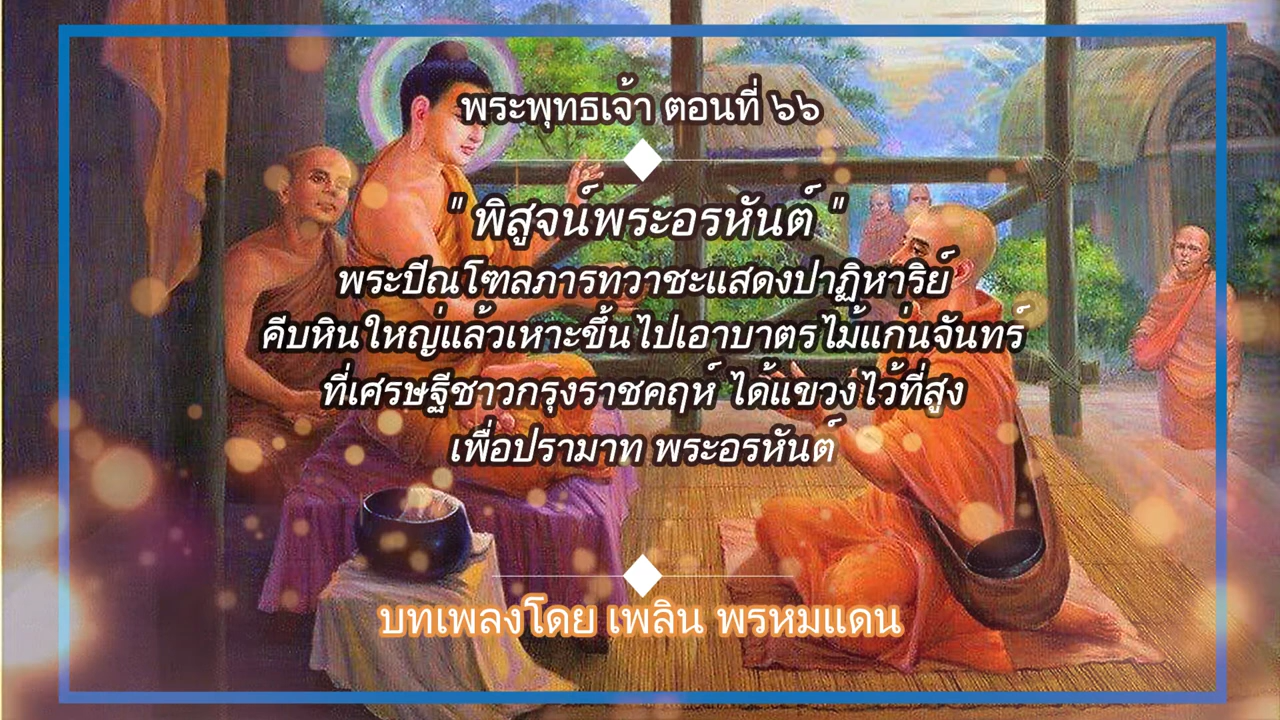 พระพุทธเจ้า ตอนที่ ๖๖
" พิสูจน์พระอรหันต์ "
พระปีณโฑลภารทวาชะแสดงปาฏิหาริย์
คีบหินใหญ่แล้วเหาะขึ้นไปเอาบาตรไม้แก่นจันทร์
ที่เศรษฐีชาวกรุงราชคฤห์ ได้แขวงไว้ที่สูง
เพื่อปรามาท พระอรหันต์
บทเพลงโดย เพลิน พรหมแดน